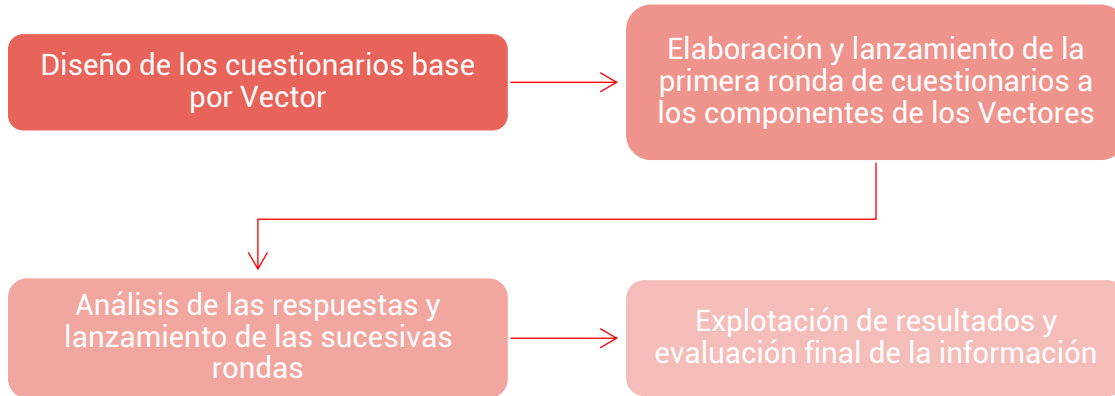 Diseño de los cuestionarios base
por Vector
Elaboración y lanzamiento de la
primera ronda de cuestionarios a
los componentes de los Vectores
Análisis de las respuestas y
lanzamiento de las sucesivas
rondas
Explotación de resultados y
evaluación final de la información